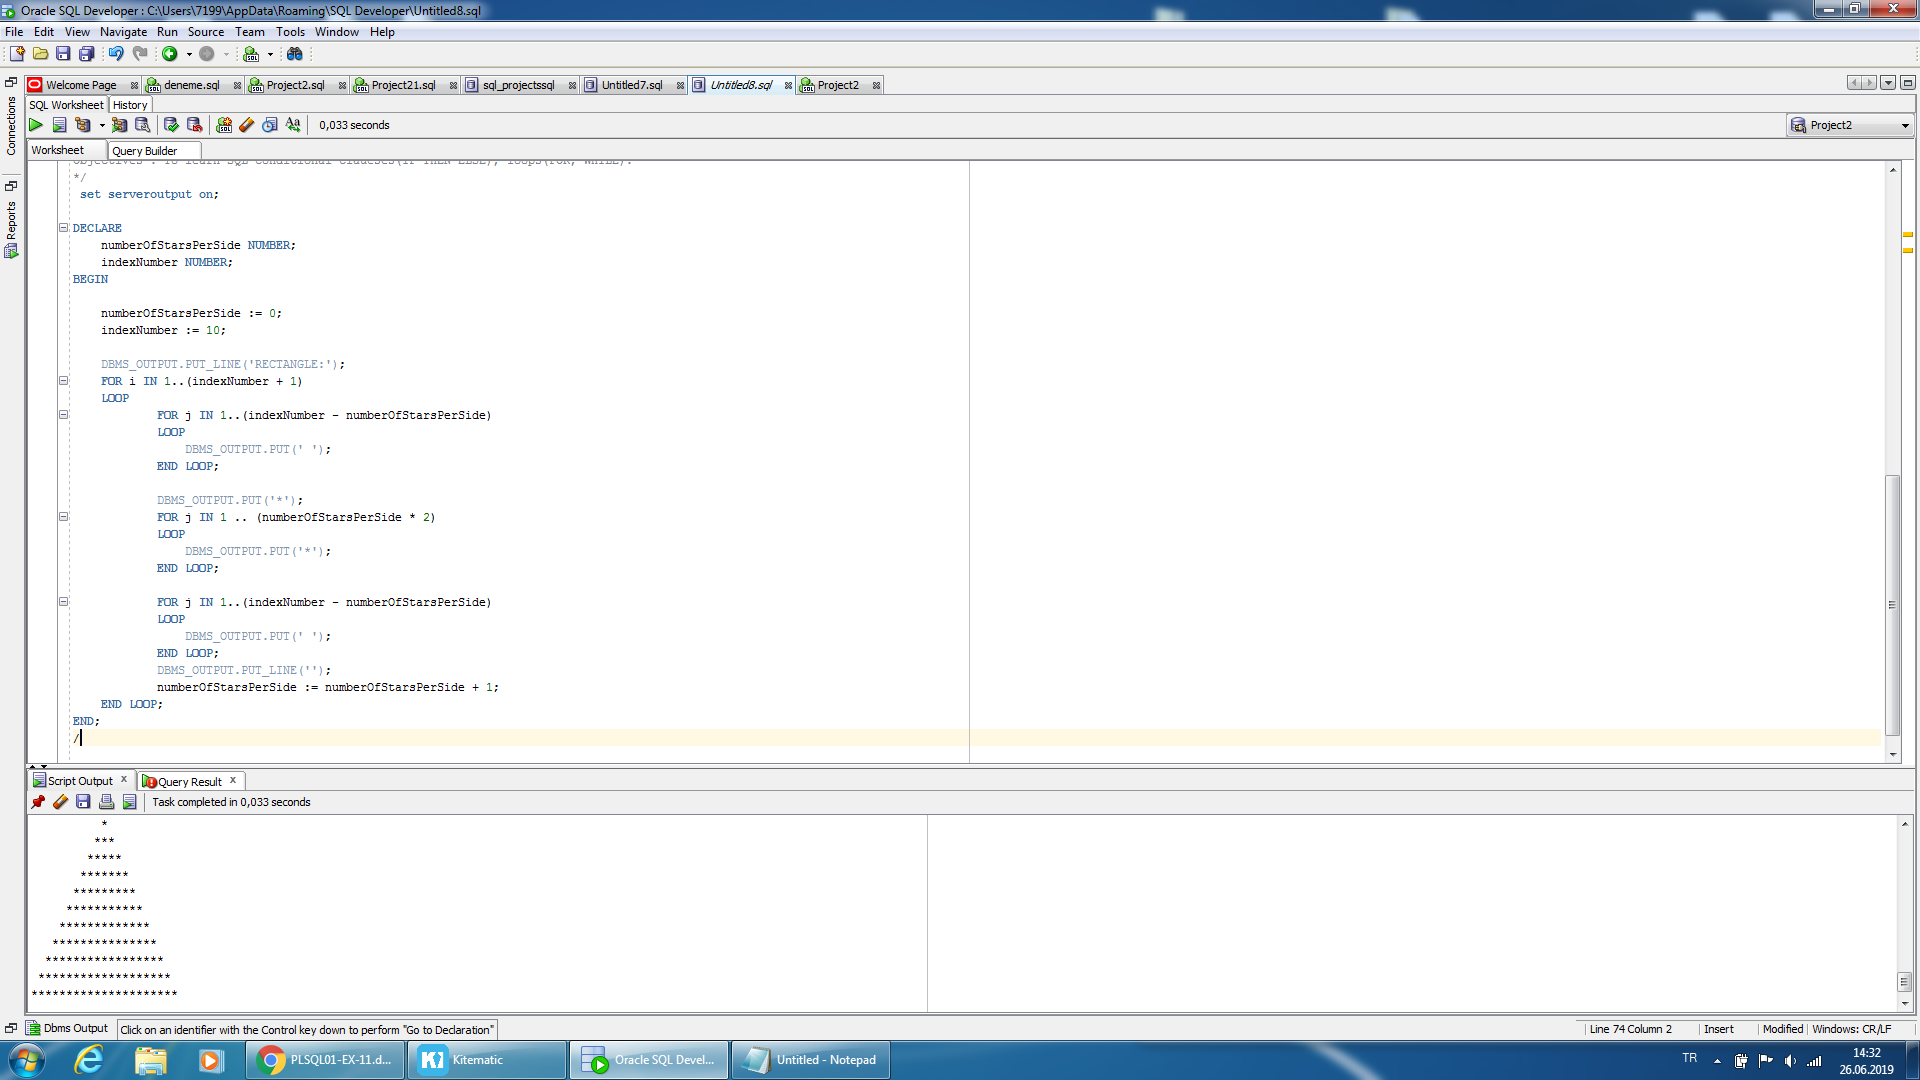 Oracle SQL Developer : C:\Users\7199\AppData\Roaming\SQL Developer\Untitled8.sql
File Edit View Navigate Run Source Team Tools Window Help
Welcome Page deneme.sql Project2.sql Project21.sql sql_projectssql Untitled7.sql Untitled8.sql Project2
SQL Worksheet History
0,033 seconds
Project2
Worksheet Query Builder
Connections
Reports
Objectives : To learn SQL Conditional Clauses(IF THEN ELSE), loops(FOR, WHILE).
*/
set serveroutput on;
DECLARE
numberOfStarsPerSide NUMBER;
indexNumber NUMBER;
BEGIN
numberOfStarsPerSide := 0;
indexNumber := 10;
DBMS_OUTPUT.PUT_LINE('RECTANGLE:');
FOR i IN 1..(indexNumber + 1)
LOOP
FOR j IN 1..(indexNumber - numberOfStarsPerSide)
LOOP
DBMS_OUTPUT.PUT(' ');
END LOOP;
DBMS_OUTPUT.PUT('*');
FOR j IN 1 .. (numberOfStarsPerSide * 2)
LOOP
DBMS_OUTPUT.PUT('*');
END LOOP;
FOR j IN 1..(indexNumber - numberOfStarsPerSide)
LOOP
DBMS_OUTPUT.PUT(' ');
END LOOP;
DBMS_OUTPUT.PUT_LINE('');
numberOfStarsPerSide := numberOfStarsPerSide + 1;
END LOOP;
END;
/
Script Output Query Result
Task completed in 0,033 seconds
*
***
*****
*******
*********
***********
*************
***************
*****************
*******************
*********************
Dbms Output Click on an identifier with the Control key down to perform "Go to Declaration"
Line 74 Column 2 Insert Modified Windows: CR/LF
PLSQL01-EX-11.d... Kitematic Oracle SQL Devel... Untitled - Notepad
TR
14:32
26.06.2019